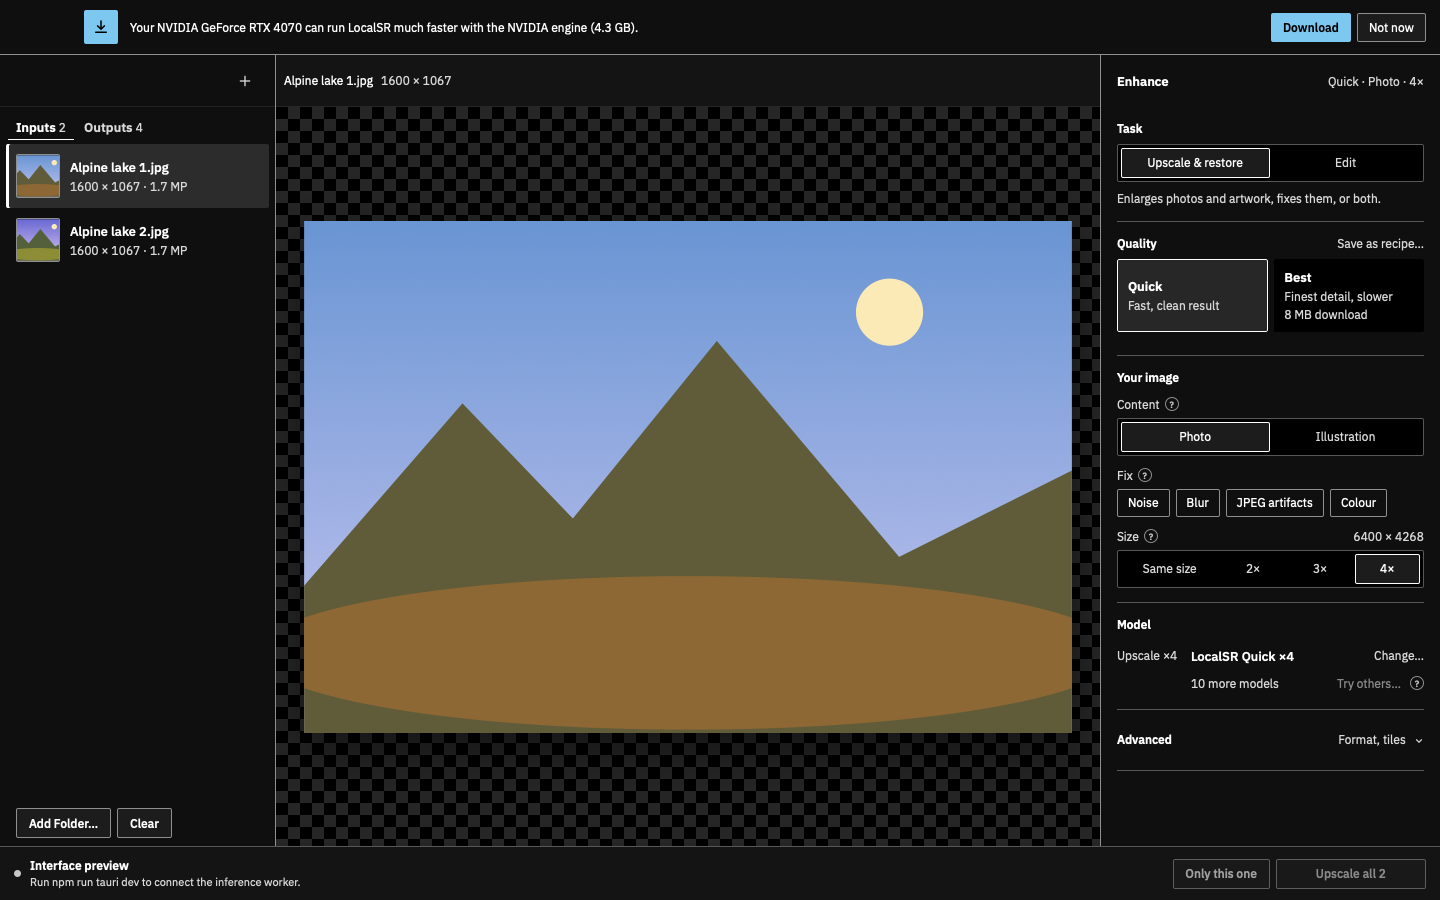 Your NVIDIA GeForce RTX 4070 can run LocalSR much faster with the NVIDIA engine (4.3 GB).
Download
Not now
Alpine lake 1.jpg 1600 × 1067
Inputs 2
Outputs 4
Alpine lake 1.jpg
1600 × 1067 · 1.7 MP
Alpine lake 2.jpg
1600 × 1067 · 1.7 MP
Add Folder...
Clear
Enhance
Quick · Photo · 4×
Task
Upscale & restore
Edit
Enlarges photos and artwork, fixes them, or both.
Quality
Save as recipe...
Quick
Fast, clean result
Best
Finest detail, slower
8 MB download
Your image
Content ?
Photo
Illustration
Fix ?
Noise
Blur
JPEG artifacts
Colour
Size ?
6400 × 4268
Same size
2×
3×
4×
Model
Upscale ×4
LocalSR Quick ×4
Change...
10 more models
Try others... ?
Advanced
Format, tiles
Interface preview
Run npm run tauri dev to connect the inference worker.
Only this one
Upscale all 2